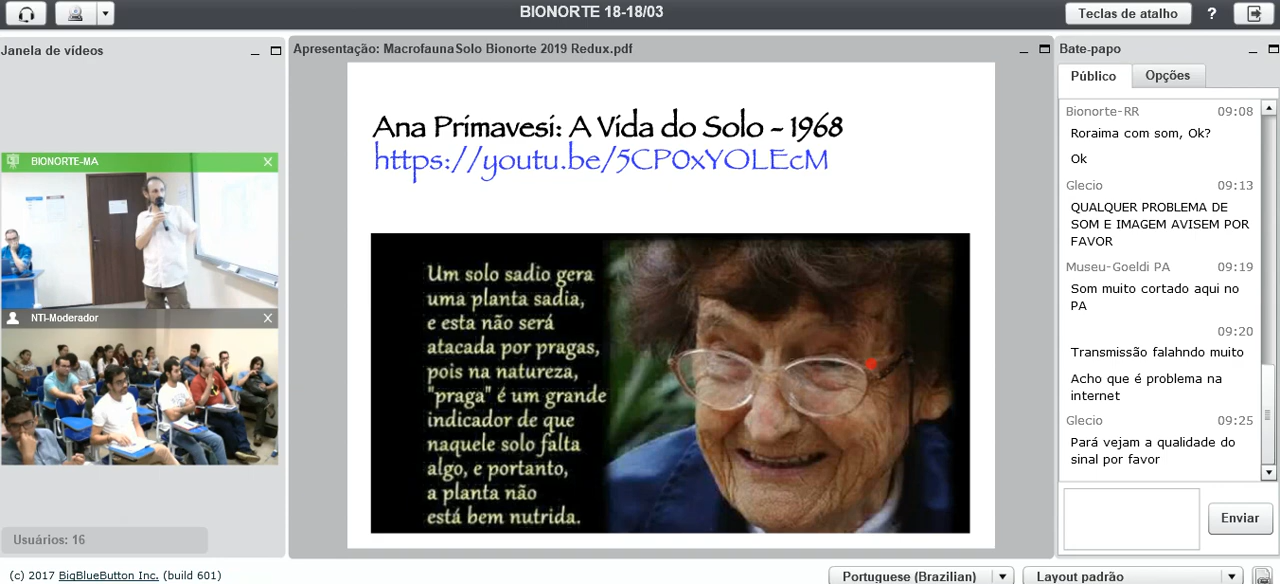 BIONORTE 18-18/03
Teclas de atalho
?
Janela de vídeos
Apresentação: MacrofaunaSolo Bionorte 2019 Redux.pdf
Bate-papo
BIONORTE-MA
NTI-Moderador
Usuários: 16
Ana Primavesi: A Vida do Solo - 1968
https://youtu.be/5CP0xYOLEcM
Um solo sadio gera
uma planta sadia,
e esta não será
atacada por pragas,
pois na natureza,
"praga" é um grande
indicador de que
naquele solo falta
algo, e portanto,
a planta não
está bem nutrida.
Público
Opções
Bionorte-RR 09:08
Roraima com som, Ok?
Ok
Glecio 09:13
QUALQUER PROBLEMA DE
SOM E IMAGEM AVISEM POR
FAVOR
Museu-Goeldi PA 09:19
Som muito cortado aqui no
PA
09:20
Transmissão falahndo muito
Acho que é problema na
internet
Glecio 09:25
Pará vejam a qualidade do
sinal por favor
Enviar
(c) 2017 BigBlueButton Inc. (build 601)
Portuguese (Brazilian)
Layout padrão